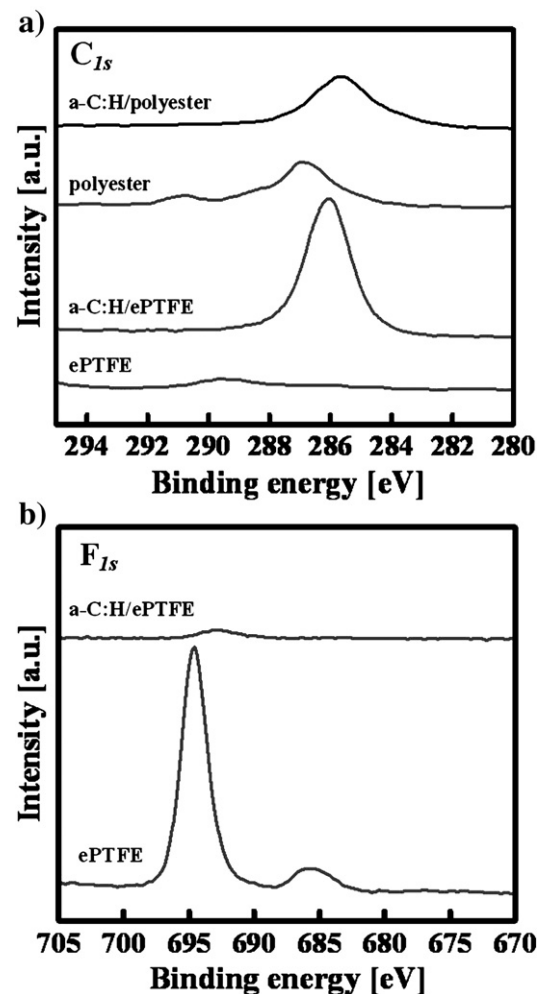 a)
C1s
a-C:H/polyester
polyester
a-C:H/ePTFE
ePTFE
Intensity [a.u.]
294 292 290 288 286 284 282 280
Binding energy [eV]
b)
F1s
a-C:H/ePTFE
ePTFE
Intensity [a.u.]
705 700 695 690 685 680 675 670
Binding energy [eV]